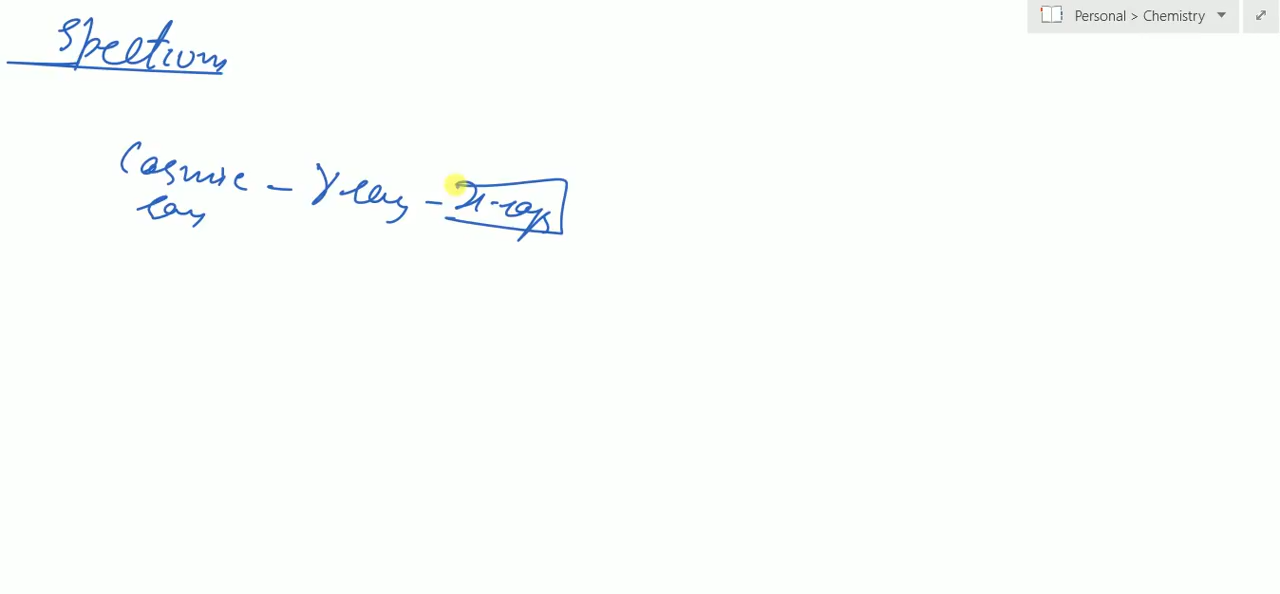 Personal > Chemistry
Spectrum
Cosmic - γ ray - x-ray
ray